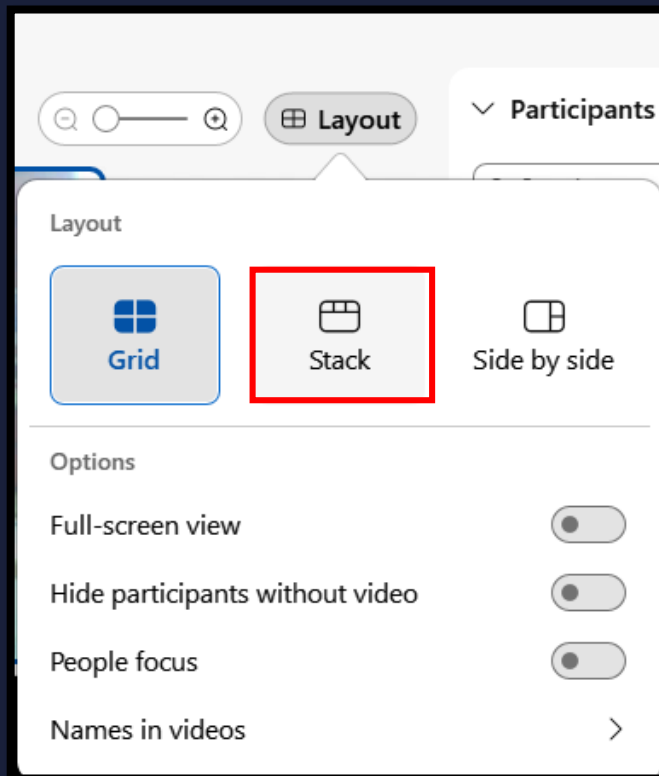 Layout
Participants
Layout
Grid
Stack
Side by side
Options
Full-screen view
Hide participants without video
People focus
Names in videos